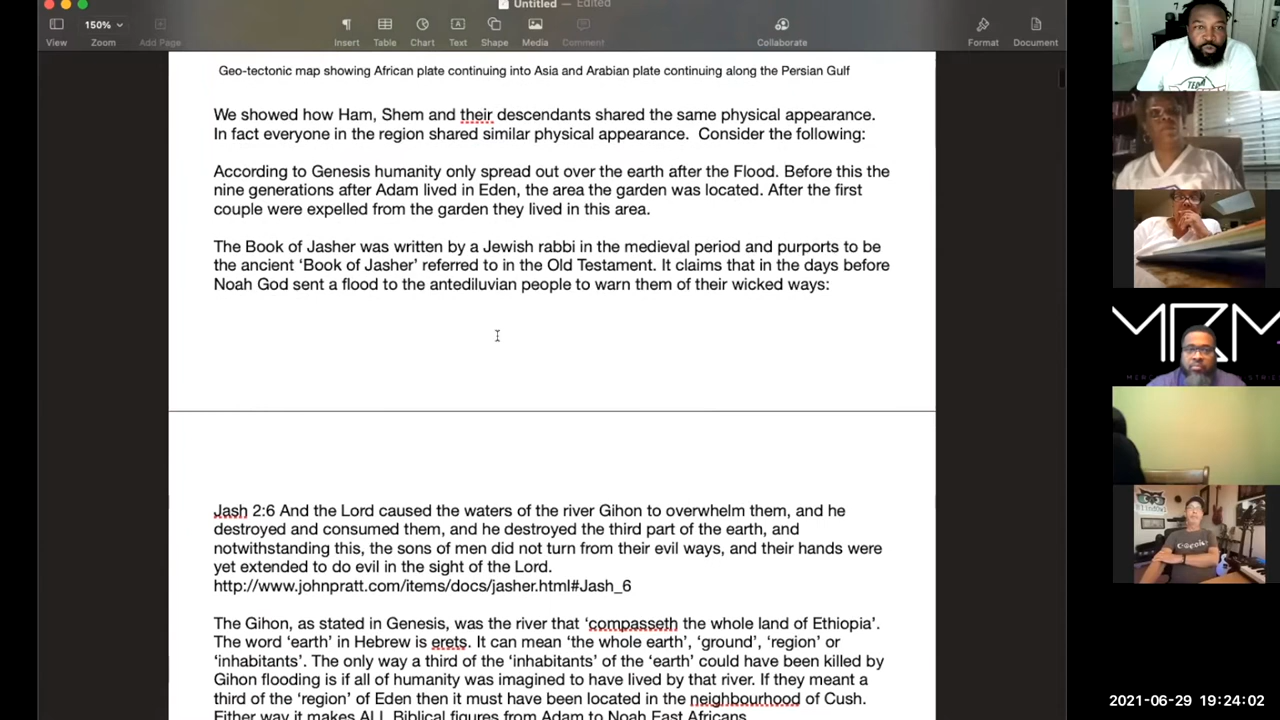 Untitled — Edited
150%
View
Zoom
Add Page
Insert
Table
Chart
Text
Shape
Media
Comment
Collaborate
Format
Document
Geo-tectonic map showing African plate continuing into Asia and Arabian plate continuing along the Persian Gulf
We showed how Ham, Shem and their descendants shared the same physical appearance.
In fact everyone in the region shared similar physical appearance.  Consider the following:
According to Genesis humanity only spread out over the earth after the Flood. Before this the
nine generations after Adam lived in Eden, the area the garden was located. After the first
couple were expelled from the garden they lived in this area.
The Book of Jasher was written by a Jewish rabbi in the medieval period and purports to be
the ancient ‘Book of Jasher’ referred to in the Old Testament. It claims that in the days before
Noah God sent a flood to the antediluvian people to warn them of their wicked ways:
Jash 2:6 And the Lord caused the waters of the river Gihon to overwhelm them, and he
destroyed and consumed them, and he destroyed the third part of the earth, and
notwithstanding this, the sons of men did not turn from their evil ways, and their hands were
yet extended to do evil in the sight of the Lord.
http://www.johnpratt.com/items/docs/jasher.html#Jash_6
The Gihon, as stated in Genesis, was the river that ‘compasseth the whole land of Ethiopia’.
The word ‘earth’ in Hebrew is erets. It can mean ‘the whole earth’, ‘ground’, ‘region’ or
‘inhabitants’. The only way a third of the ‘inhabitants’ of the ‘earth’ could have been killed by
Gihon flooding is if all of humanity was imagined to have lived by that river. If they meant a
third of the ‘region’ of Eden then it must have been located in the neighbourhood of Cush.
Either way it makes ALL Biblical figures from Adam to Noah East Africans.
MRM
2021-06-29 19:24:02